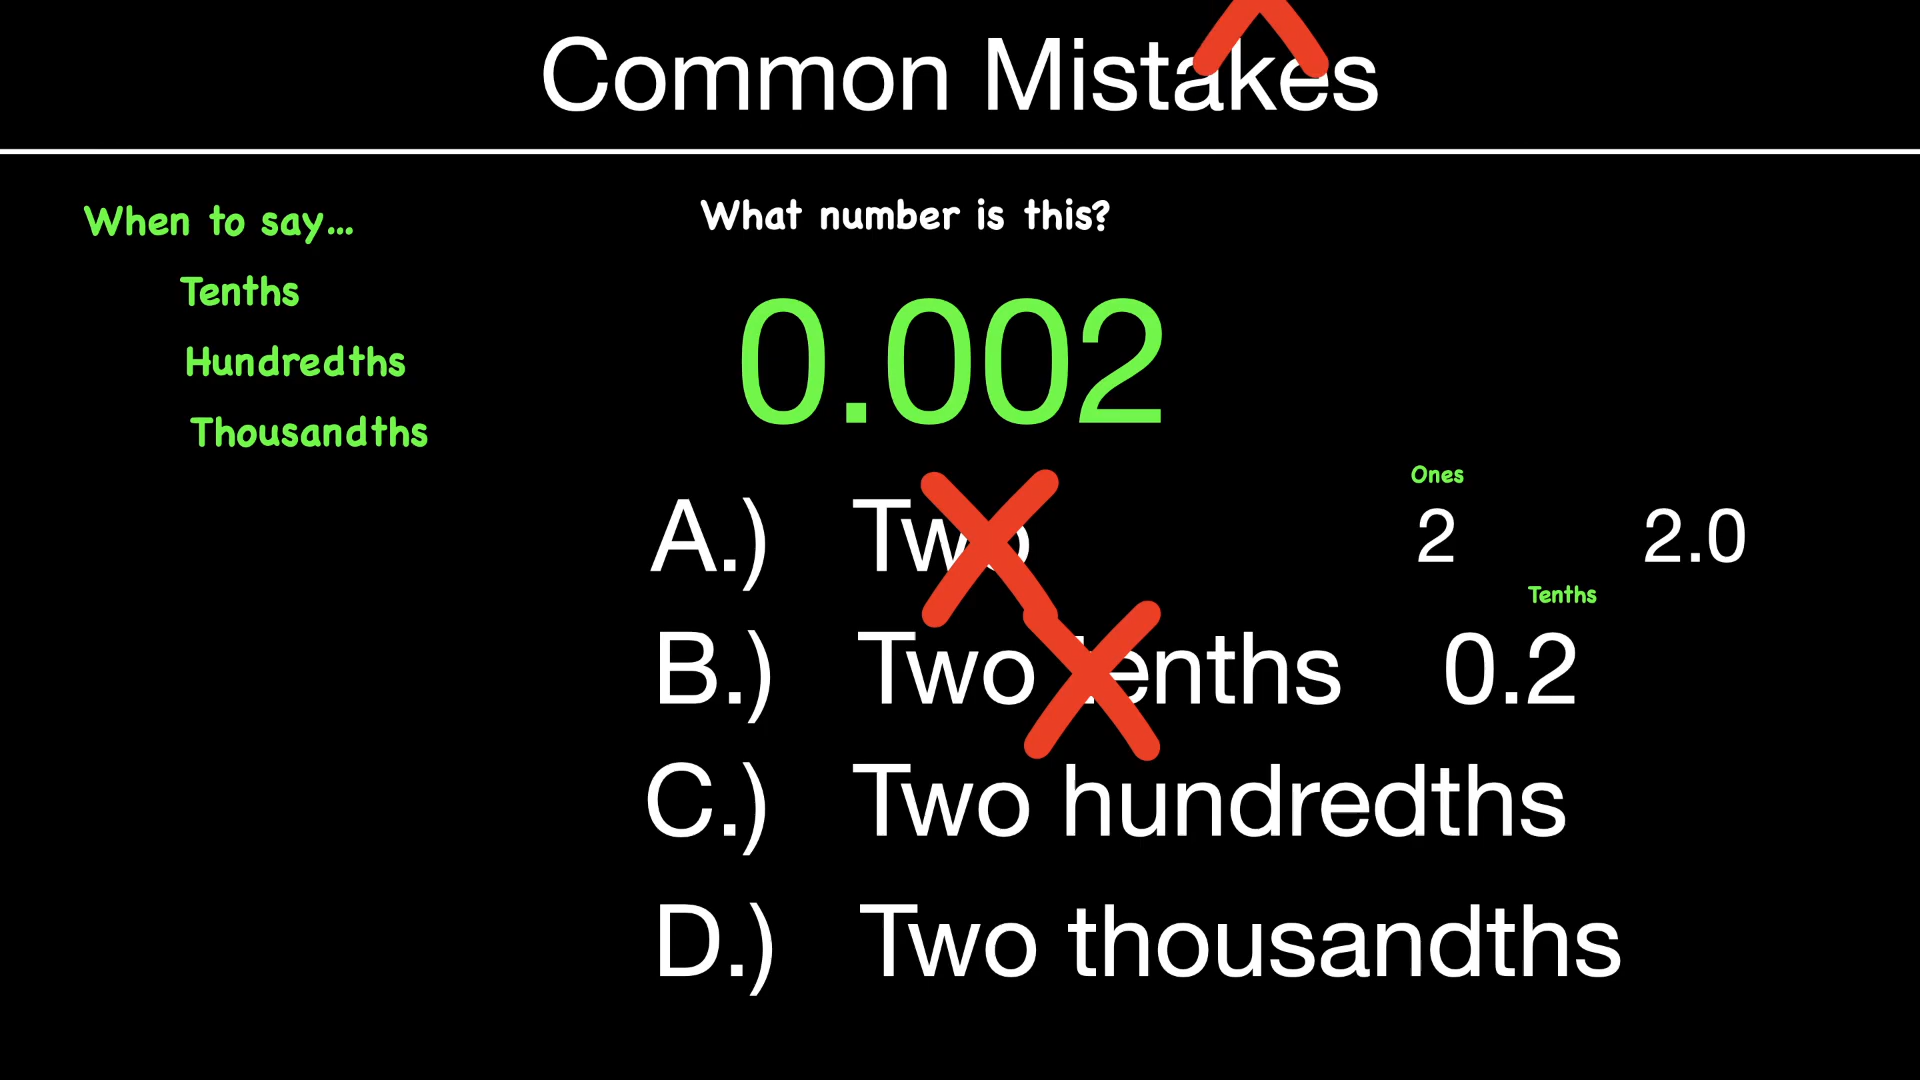 Common Mistakes
When to say...
Tenths
Hundredths
Thousandths
What number is this?
0.002
A.) Two
Ones
2 2.0
B.) Two tenths
Tenths
0.2
C.) Two hundredths
D.) Two thousandths